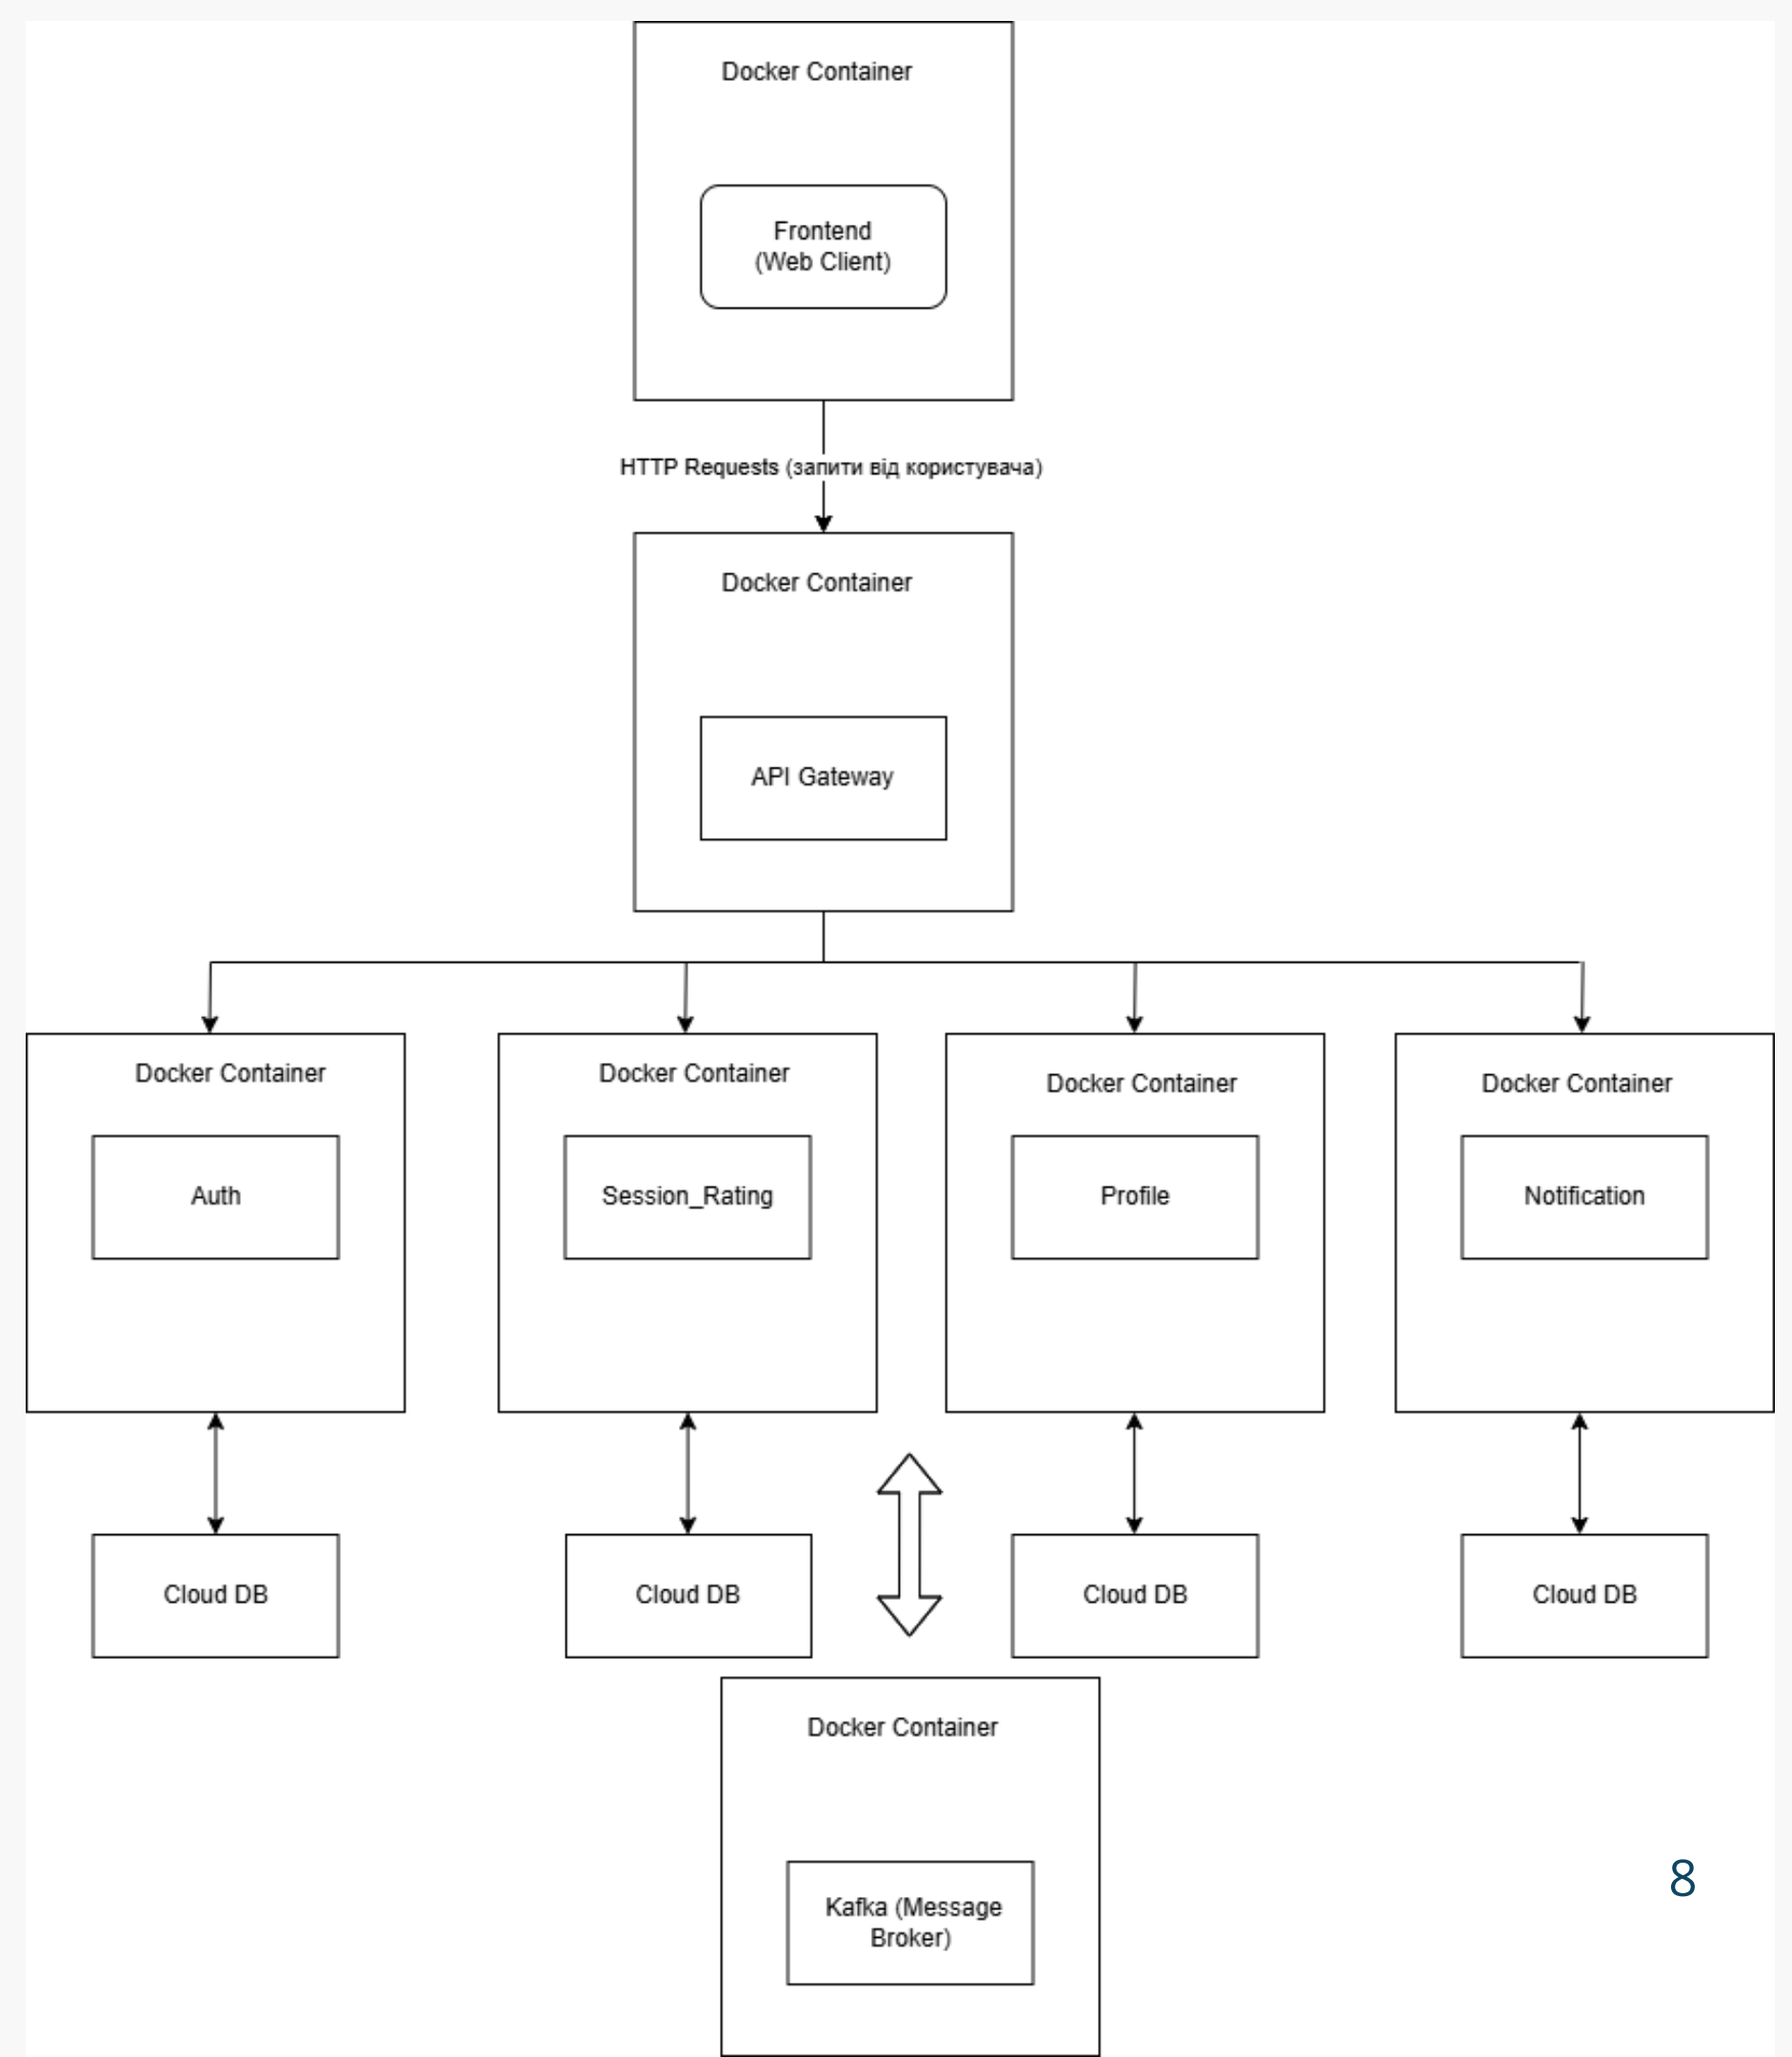 Docker Container
Frontend
(Web Client)
HTTP Requests (запити від користувача)
Docker Container
API Gateway
Docker Container
Docker Container
Docker Container
Docker Container
Auth
Session_Rating
Profile
Notification
Cloud DB
Cloud DB
Cloud DB
Cloud DB
Docker Container
Kafka (Message
Broker)
8